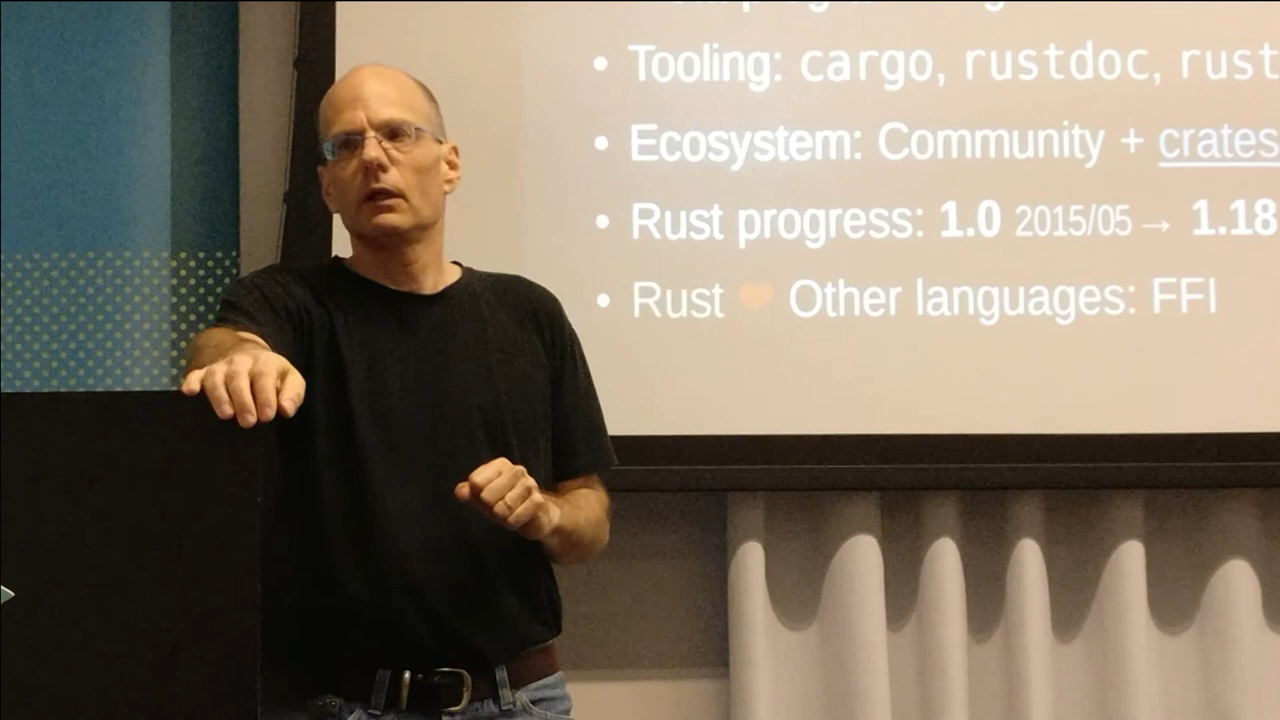 • Tooling: cargo, rustdoc, rust
• Ecosystem: Community + crates
• Rust progress: 1.0 2015/05 → 1.18
• Rust 🧡 Other languages: FFI